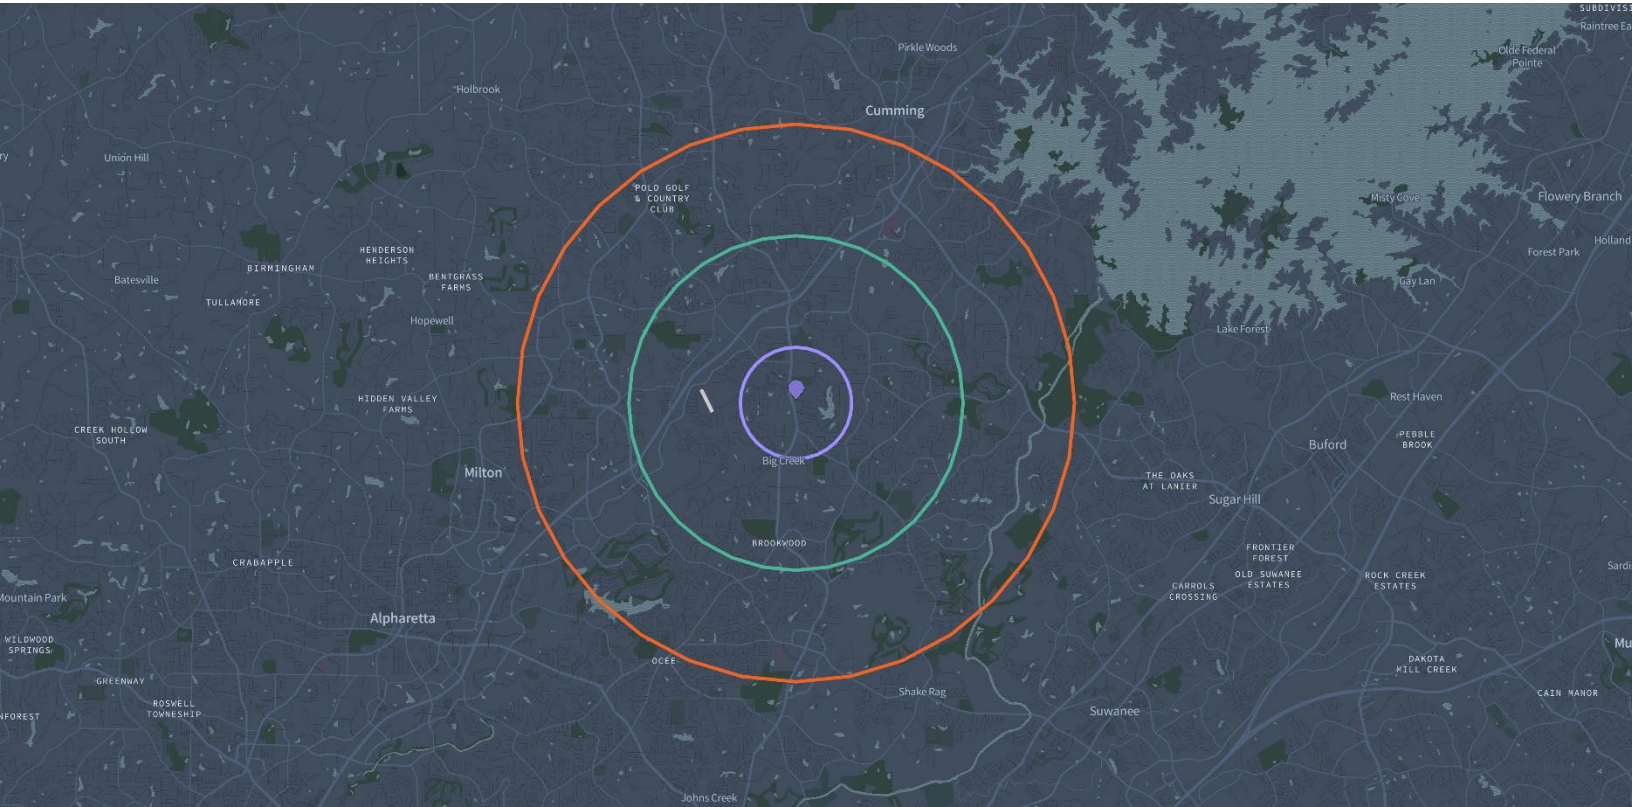 SUBDIVISI
Raintree Ea
Pirkle Woods
Olde Federal
Pointe
Holbrook
Cumming
ry
Union Hill
POLO GOLF
& COUNTRY
CLUB
Misty Cove
Flowery Branch
HENDERSON
HEIGHTS
Holland
BIRMINGHAM
Forest Park
Batesville
BENTGRASS
FARMS
Gay Lan
TULLAMORE
Hopewell
Lake Forest
HIDDEN VALLEY
FARMS
Rest Haven
CREEK HOLLOW
SOUTH
PEBBLE
BROOK
Buford
Big Creek
Milton
THE OAKS
AT LANIER
Sugar Hill
BROOKWOOD
FRONTIER
FOREST
CRABAPPLE
Sardi
OLD SUWANEE
ESTATES
ROCK CREEK
ESTATES
CARROLS
CROSSING
Mountain Park
Alpharetta
WILDWOOD
SPRINGS
Mu
OCEE
DAKOTA
MILL CREEK
GREENWAY
Shake Rag
CAIN MANOR
ROSWELL
TOWNSHIP
NFOREST
Suwanee
Johns Creek